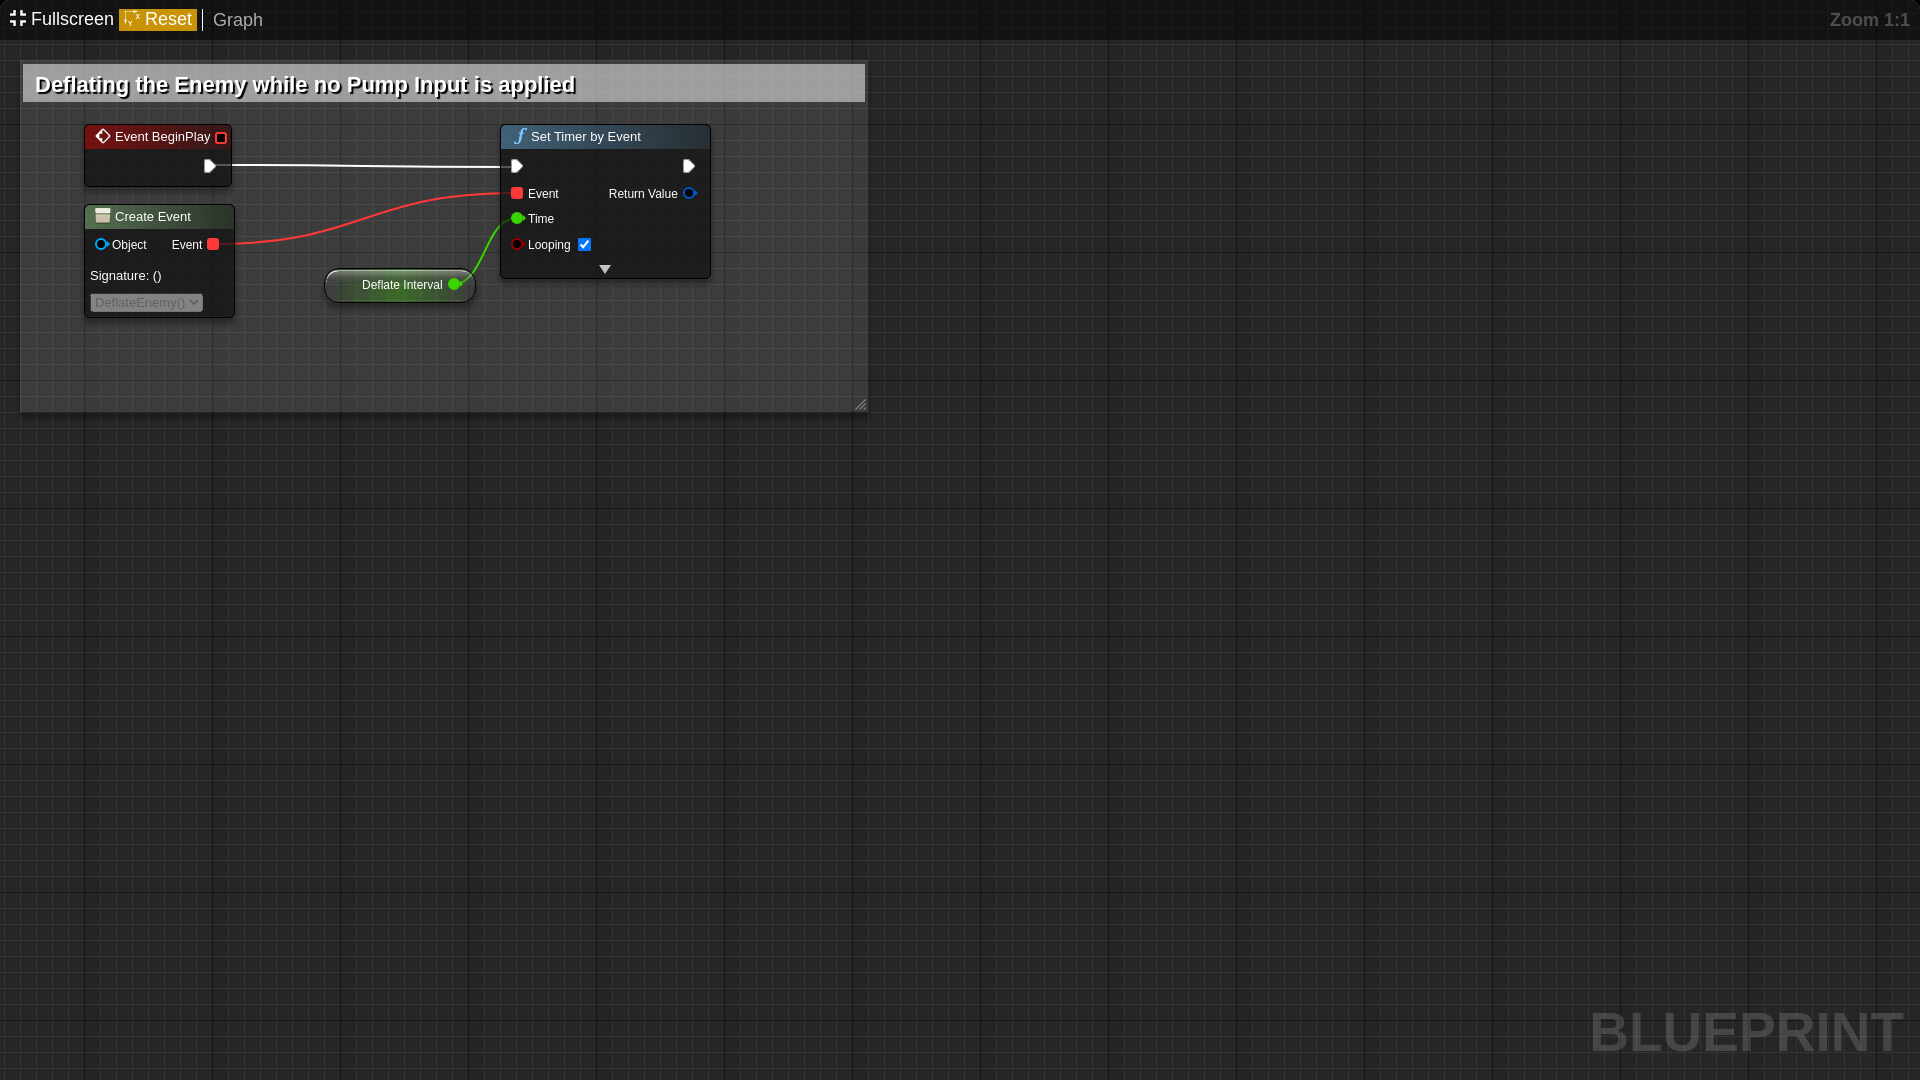 Fullscreen Reset Graph Zoom 1:1
Deflating the Enemy while no Pump Input is applied
Event BeginPlay
Set Timer by Event
Event Return Value
Time
Looping
Create Event
Object Event
Signature: ()
DeflateEnemy()
Deflate Interval
BLUEPRINT